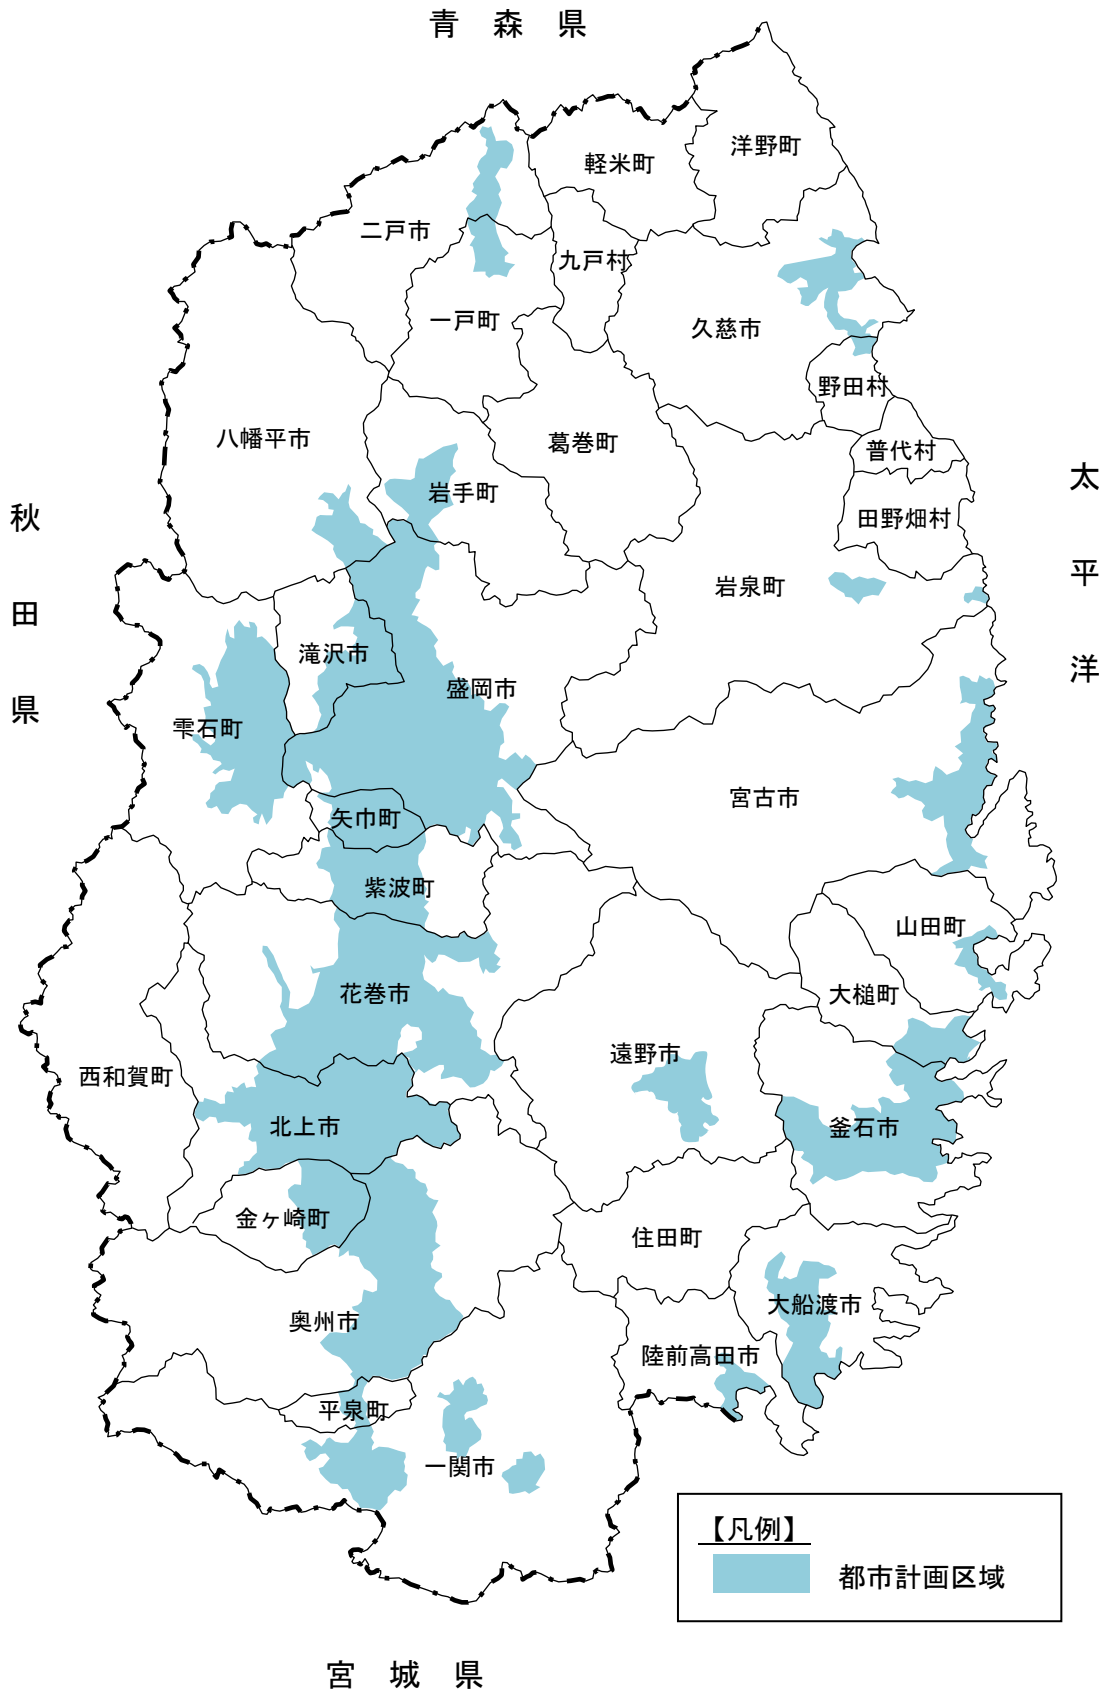 青森県
洋野町
軽米町
二戸市
九戸村
一戸町
久慈市
野田村
八幡平市
葛巻町
普代村
岩手町
田野畑村
太平洋
秋田県
岩泉町
滝沢市
盛岡市
雫石町
宮古市
矢巾町
紫波町
山田町
花巻市
大槌町
遠野市
西和賀町
北上市
釜石市
金ヶ崎町
住田町
奥州市
大船渡市
陸前高田市
平泉町
一関市
【凡例】
都市計画区域
宮城県